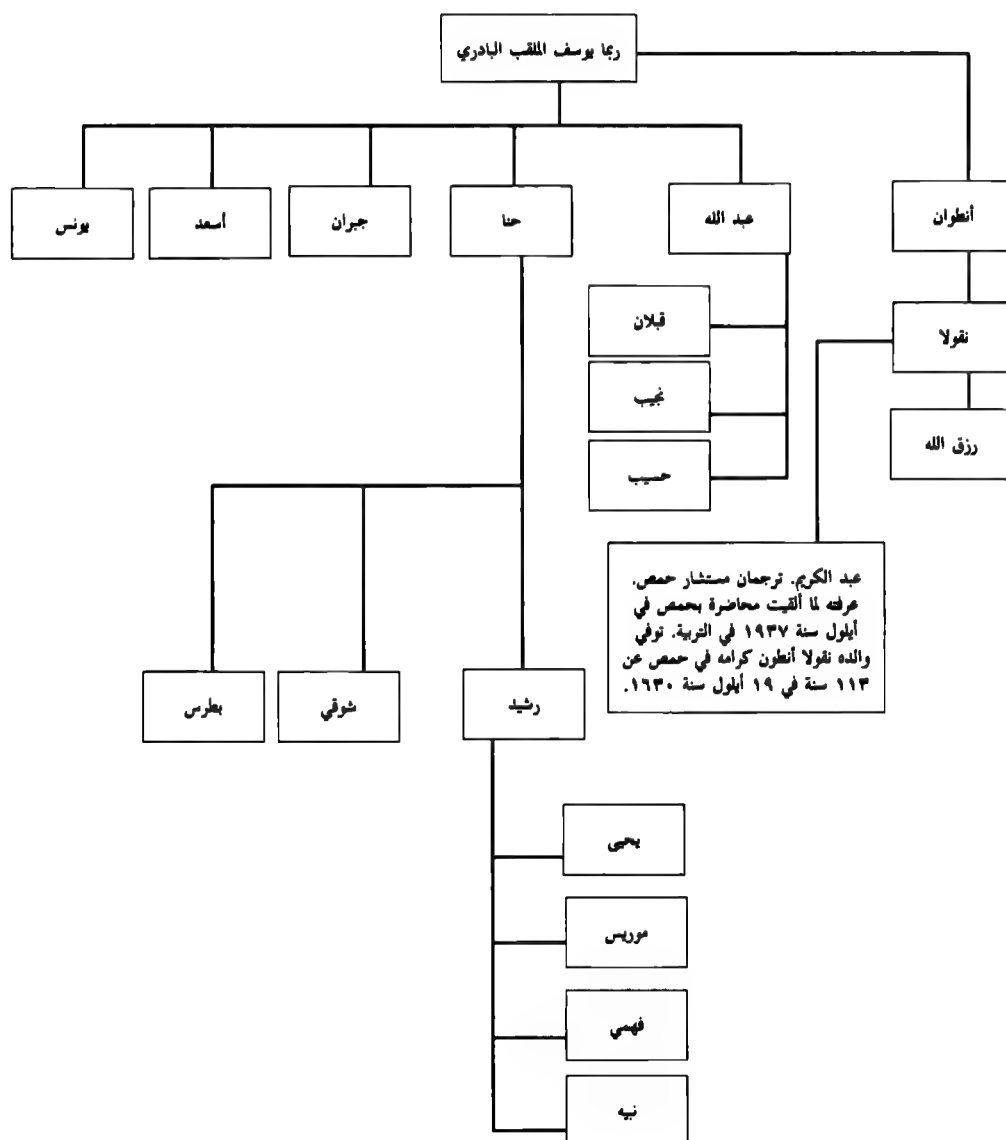 ربما يوسف الملقب البادري
أنطوان
عبد الله
حنا
جبران
أسعد
يونس
نقولا
رزق الله
قبلان
نجيب
حسيب
عبد الكريم. ترجمان مستشار حمص.
عرفته لما ألقيت محاضرة بحمص في
أيلول سنة ١٩٣٧ في التربية. توفي
والده نقولا أنطون كرامه في حمص عن
١١٣ سنة في ١٩ أيلول سنة ١٦٣٠.
رشيد
شوقي
بطرس
يحيى
موريس
فهمي
نبيه